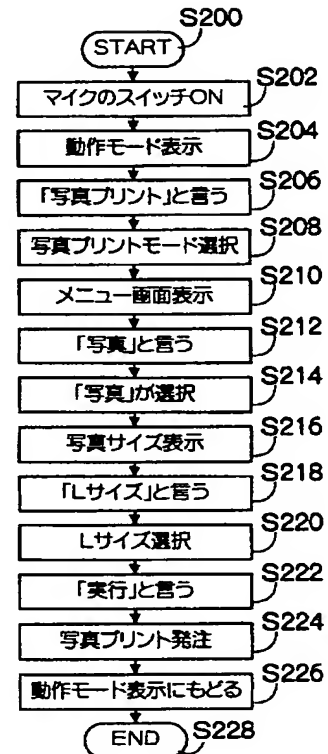 S200
START
S202
マイクのスイッチON
S204
動作モード表示
S206
「写真プリント」と言う
S208
写真プリントモード選択
S210
メニュー画面表示
S212
「写真」と言う
S214
「写真」が選択
S216
写真サイズ表示
S218
「Lサイズ」と言う
S220
Lサイズ選択
S222
「実行」と言う
S224
写真プリント発注
S226
動作モード表示にもどる
END
S228